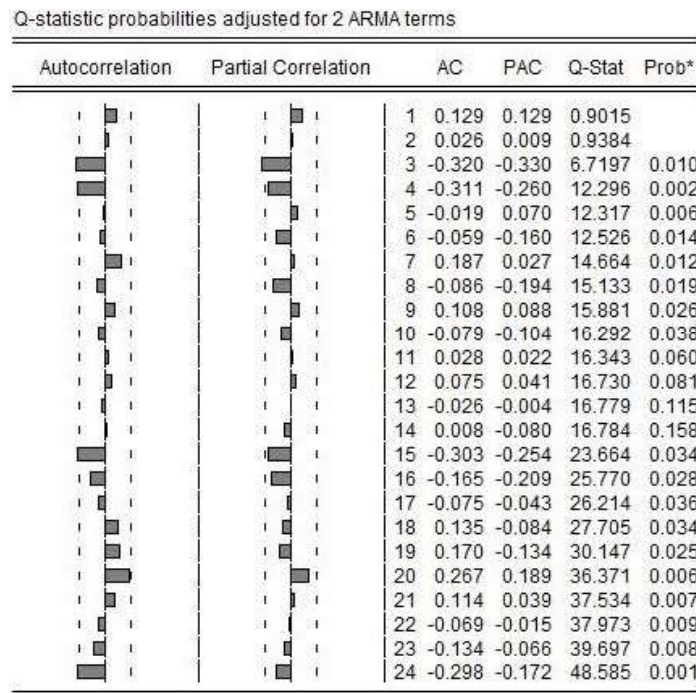 Q-statistic probabilities adjusted for 2 ARMA terms
Autocorrelation Partial Correlation AC PAC Q-Stat Prob*
1 0.129 0.129 0.9015
2 0.026 0.009 0.9384
3 -0.320 -0.330 6.7197 0.010
4 -0.311 -0.260 12.296 0.002
5 -0.019 0.070 12.317 0.006
6 -0.059 -0.160 12.526 0.014
7 0.187 0.027 14.664 0.012
8 -0.086 -0.194 15.133 0.019
9 0.108 0.088 15.881 0.026
10 -0.079 -0.104 16.292 0.038
11 0.028 0.022 16.343 0.060
12 0.075 0.041 16.730 0.081
13 -0.026 -0.004 16.779 0.115
14 0.008 -0.080 16.784 0.158
15 -0.303 -0.254 23.664 0.034
16 -0.165 -0.209 25.770 0.028
17 -0.075 -0.043 26.214 0.036
18 0.135 -0.084 27.705 0.034
19 0.170 -0.134 30.147 0.025
20 0.267 0.189 36.371 0.006
21 0.114 0.039 37.534 0.007
22 -0.069 -0.015 37.973 0.009
23 -0.134 -0.066 39.697 0.008
24 -0.298 -0.172 48.585 0.001